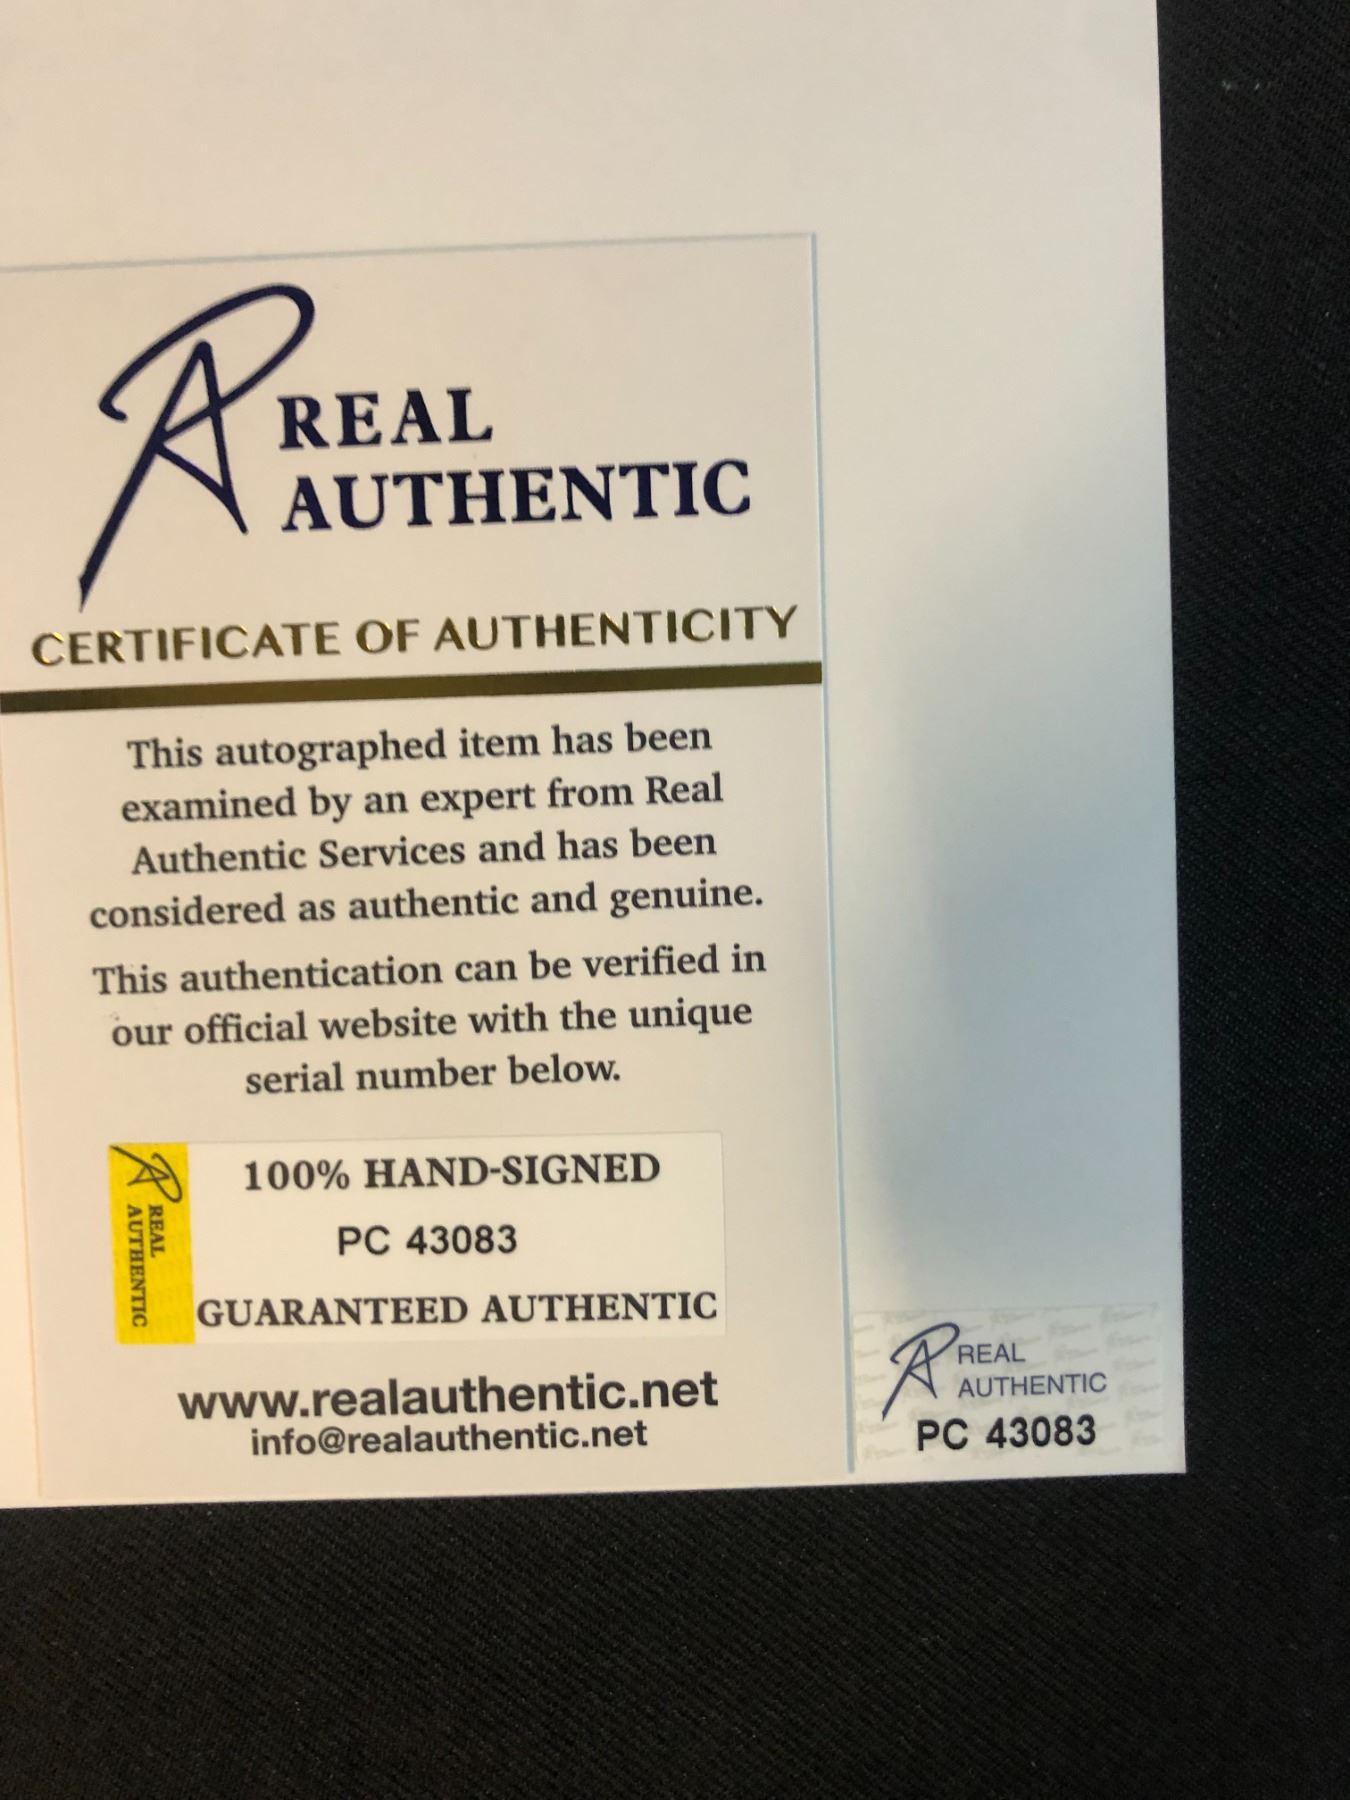 REAL
AUTHENTIC
CERTIFICATE OF AUTHENTICITY
This autographed item has been
examined by an expert from Real
Authentic Services and has been
considered as authentic and genuine.
This authentication can be verified in
our official website with the unique
serial number below.
REAL
AUTHENTIC
100% HAND-SIGNED
PC 43083
GUARANTEED AUTHENTIC
www.realauthentic.net
info@realauthentic.net
REAL
AUTHENTIC
PC 43083